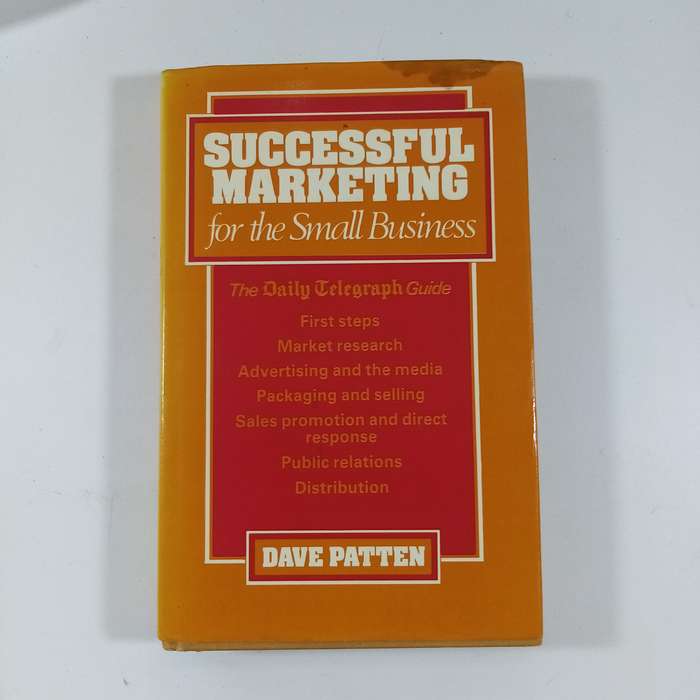 SUCCESSFUL
MARKETING
for the Small Business
The Daily Telegraph Guide
First steps
Market research
Advertising and the media
Packaging and selling
Sales promotion and direct
response
Public relations
Distribution
DAVE PATTEN